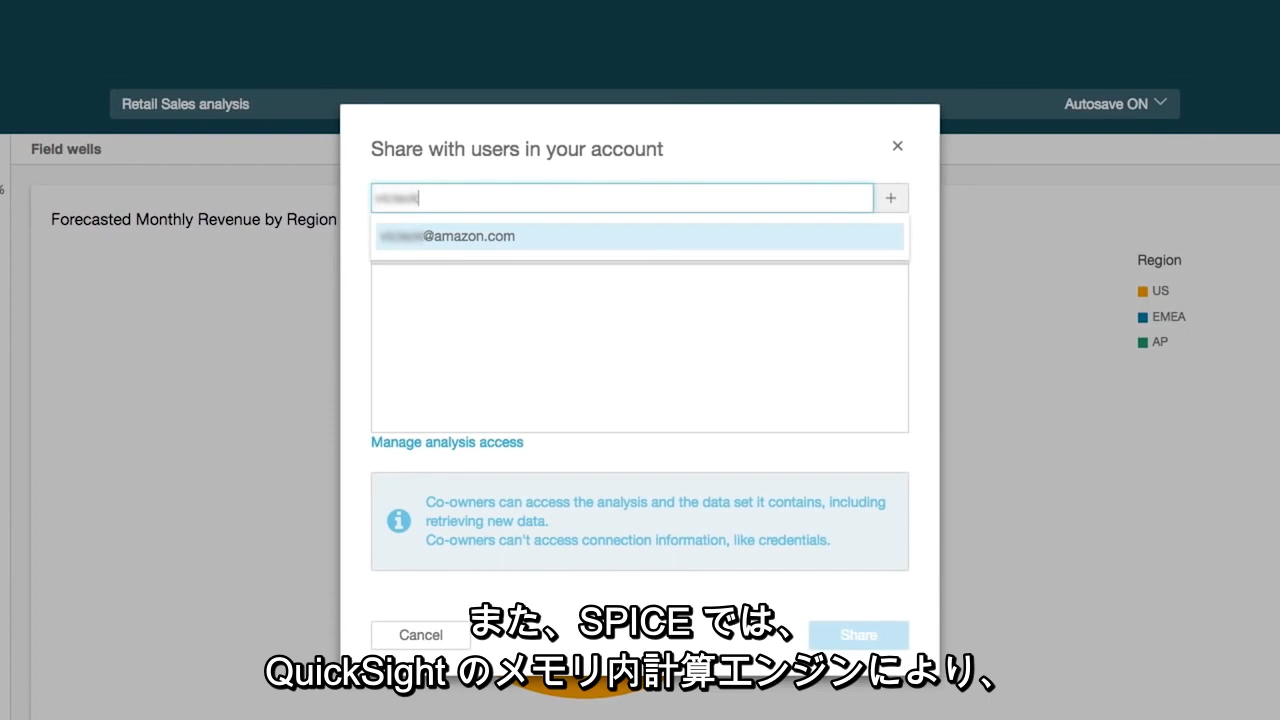 Retail Sales analysis
Autosave ON
Field wells
%
Forecasted Monthly Revenue by Region
Share with users in your account
+
@amazon.com
Region
US
EMEA
AP
Manage analysis access
Co-owners can access the analysis and the data set it contains, including
retrieving new data.
Co-owners can't access connection information, like credentials.
Cancel
Share
また、SPICE では、
QuickSight のメモリ内計算エンジンにより、